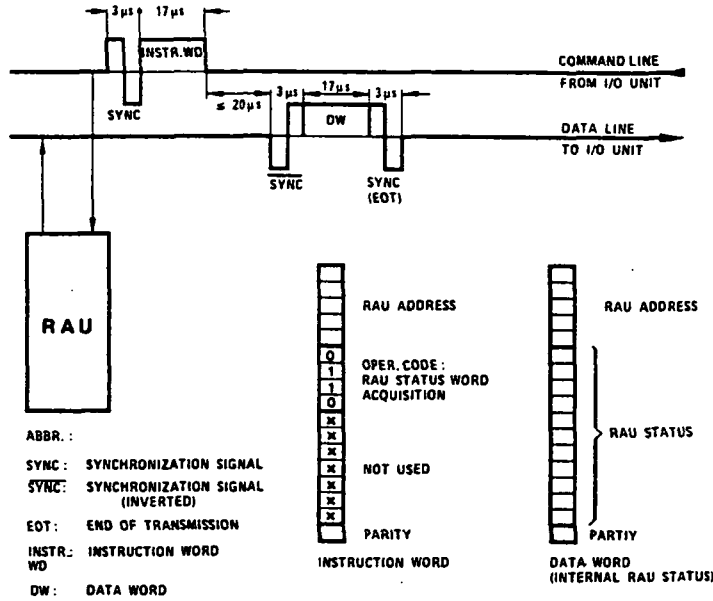 3μs 17μs
INSTR.WD
COMMAND LINE
FROM I/O UNIT
SYNC
≤ 20μs
3μs 17μs 3μs
DW
DATA LINE
TO I/O UNIT
SYNC
SYNC
(EOT)
RAU
RAU ADDRESS
RAU ADDRESS
0
1
1
0
OPER.CODE:
RAU STATUS WORD
ACQUISITION
RAU STATUS
X
X
X
X
X
X
X
NOT USED
PARITY
PARTIY
INSTRUCTION WORD
DATA WORD
(INTERNAL RAU STATUS)
ABBR.:
SYNC: SYNCHRONIZATION SIGNAL
SYNC: SYNCHRONIZATION SIGNAL
(INVERTED)
EOT: END OF TRANSMISSION
INSTR.: INSTRUCTION WORD
WD
DW: DATA WORD